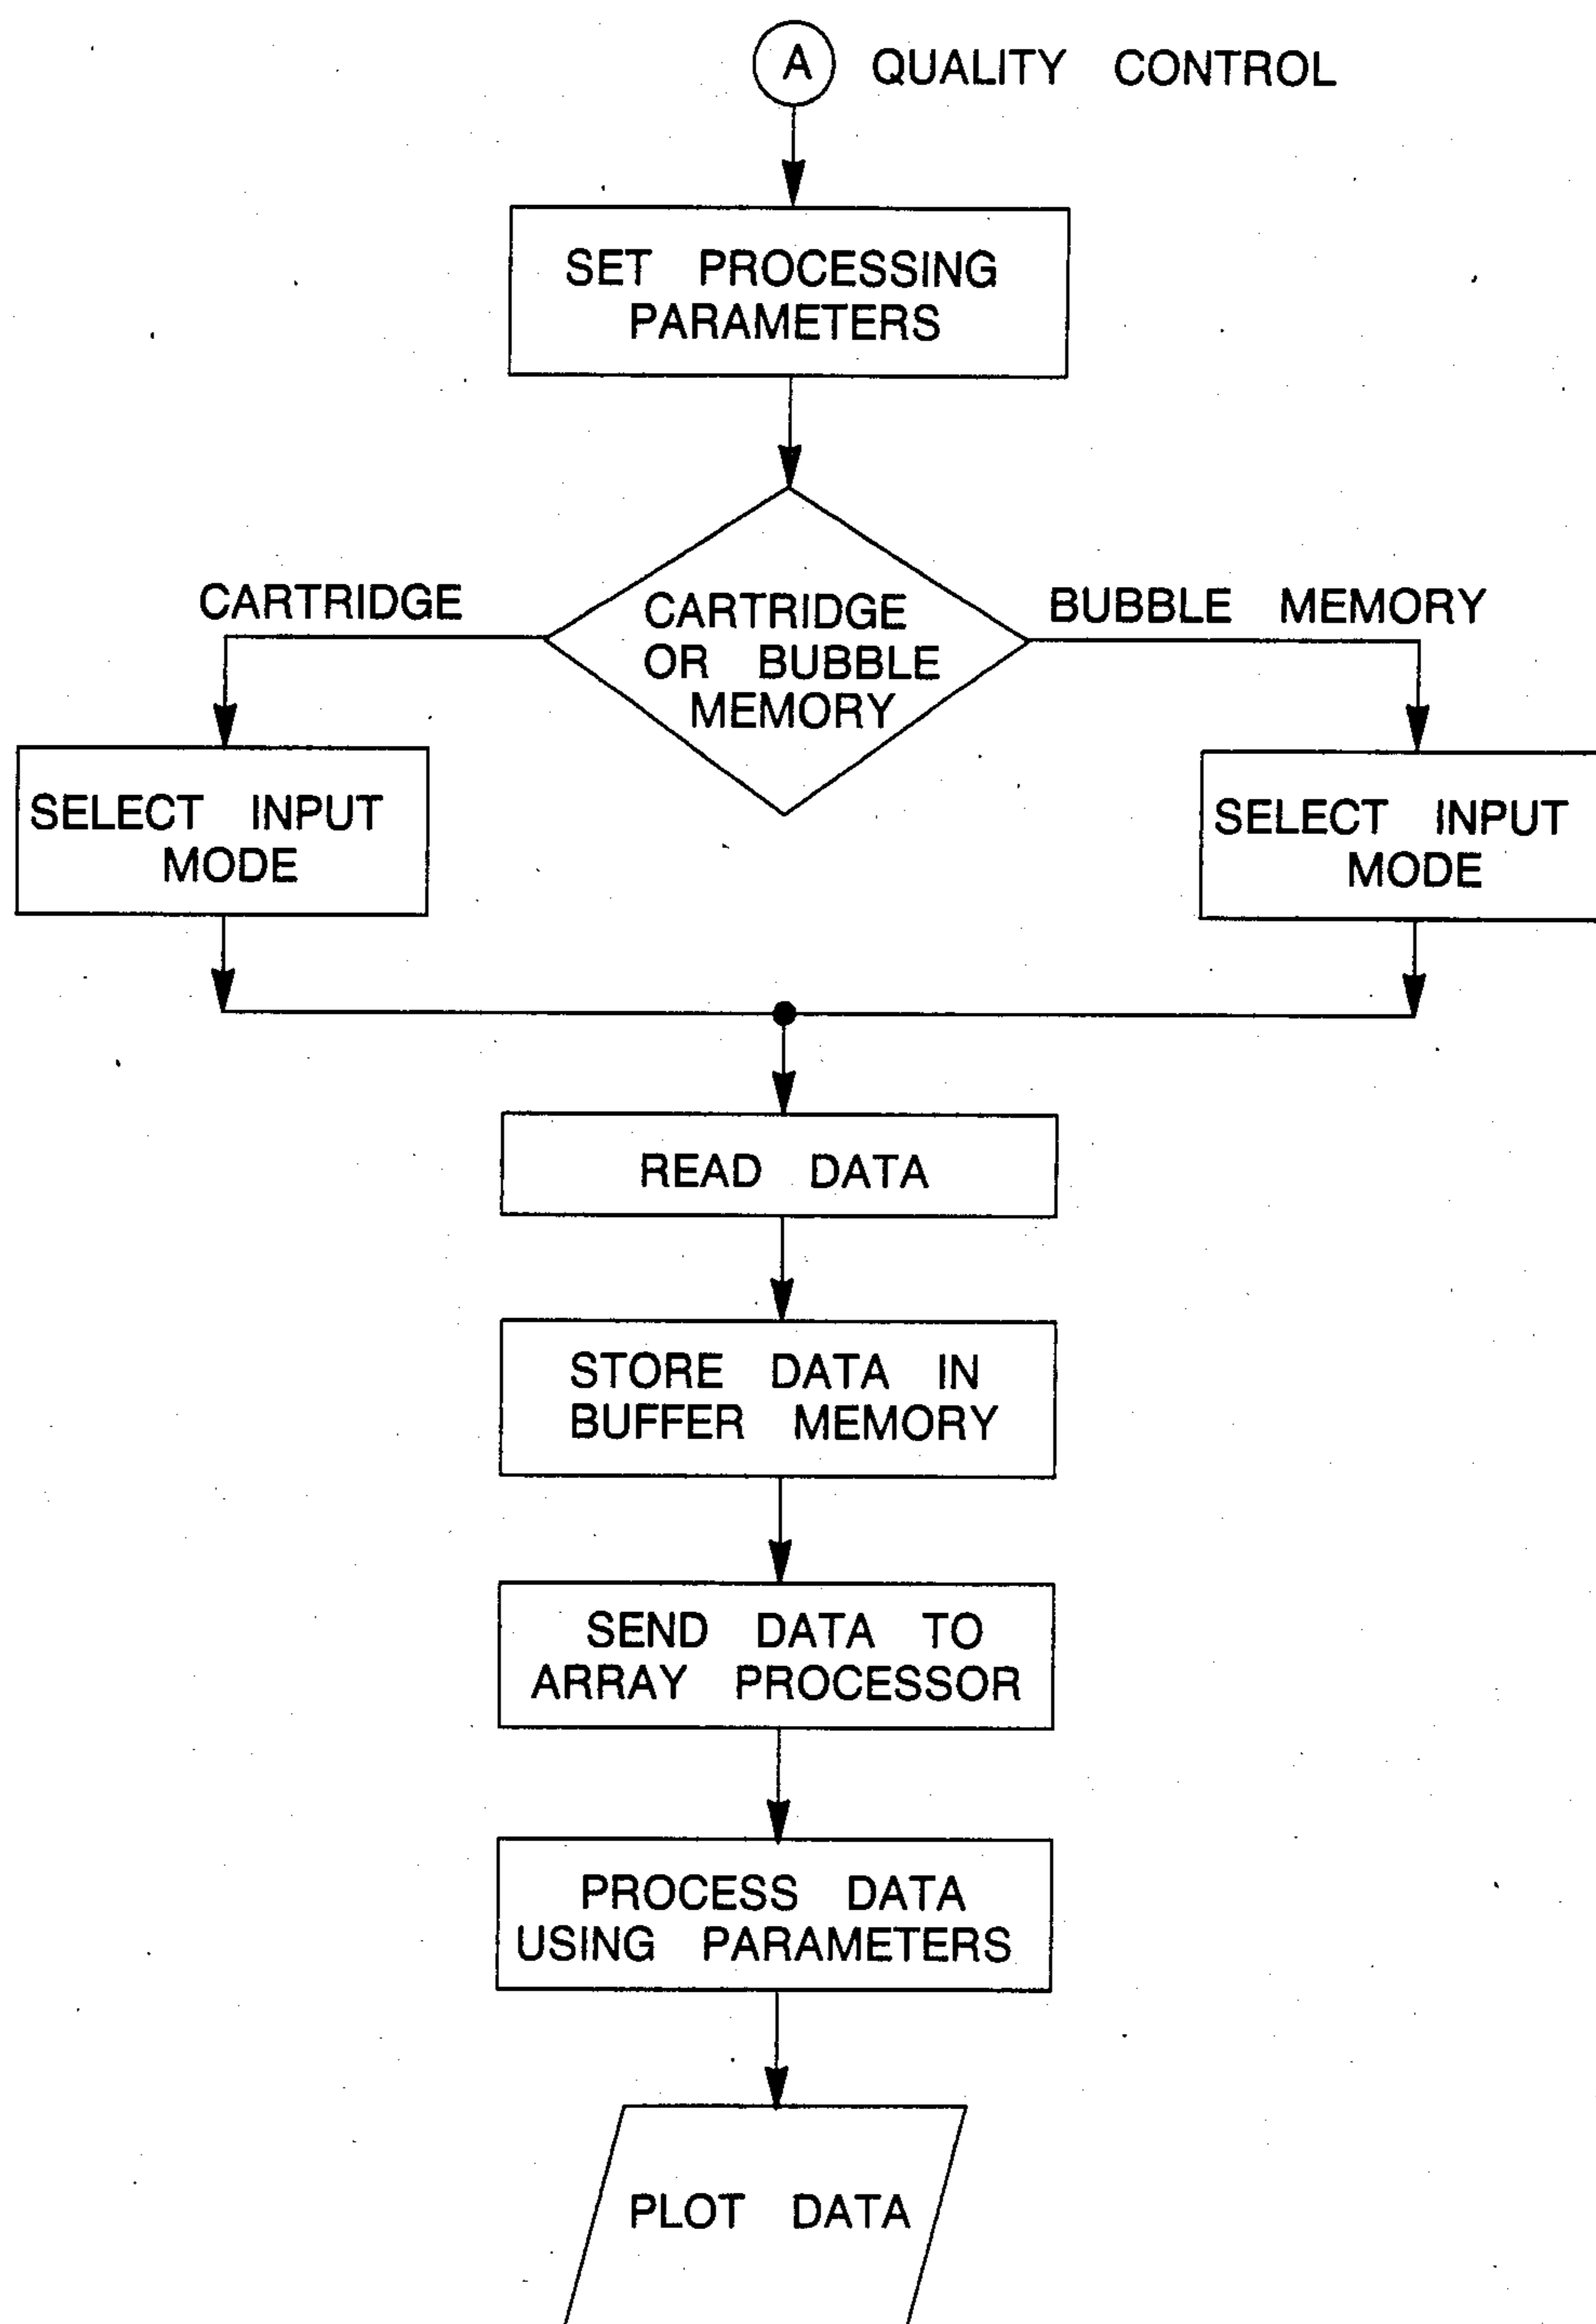 A QUALITY CONTROL
SET PROCESSING
PARAMETERS
CARTRIDGE
CARTRIDGE
OR BUBBLE
MEMORY
BUBBLE MEMORY
SELECT INPUT
MODE
SELECT INPUT
MODE
READ DATA
STORE DATA IN
BUFFER MEMORY
SEND DATA TO
ARRAY PROCESSOR
PROCESS DATA
USING PARAMETERS
PLOT DATA